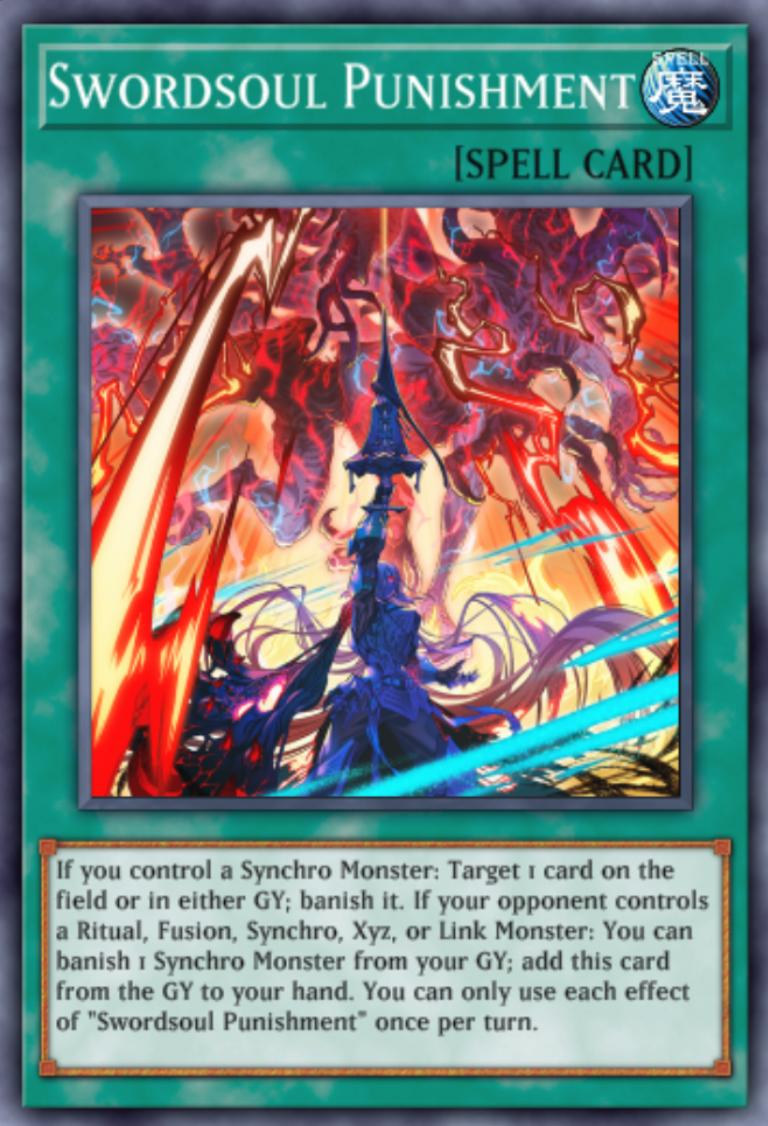 SWORDSOUL PUNISHMENT
SPELL
魔
[SPELL CARD]
If you control a Synchro Monster: Target 1 card on the
field or in either GY; banish it. If your opponent controls
a Ritual, Fusion, Synchro, Xyz, or Link Monster: You can
banish 1 Synchro Monster from your GY; add this card
from the GY to your hand. You can only use each effect
of "Swordsoul Punishment" once per turn.